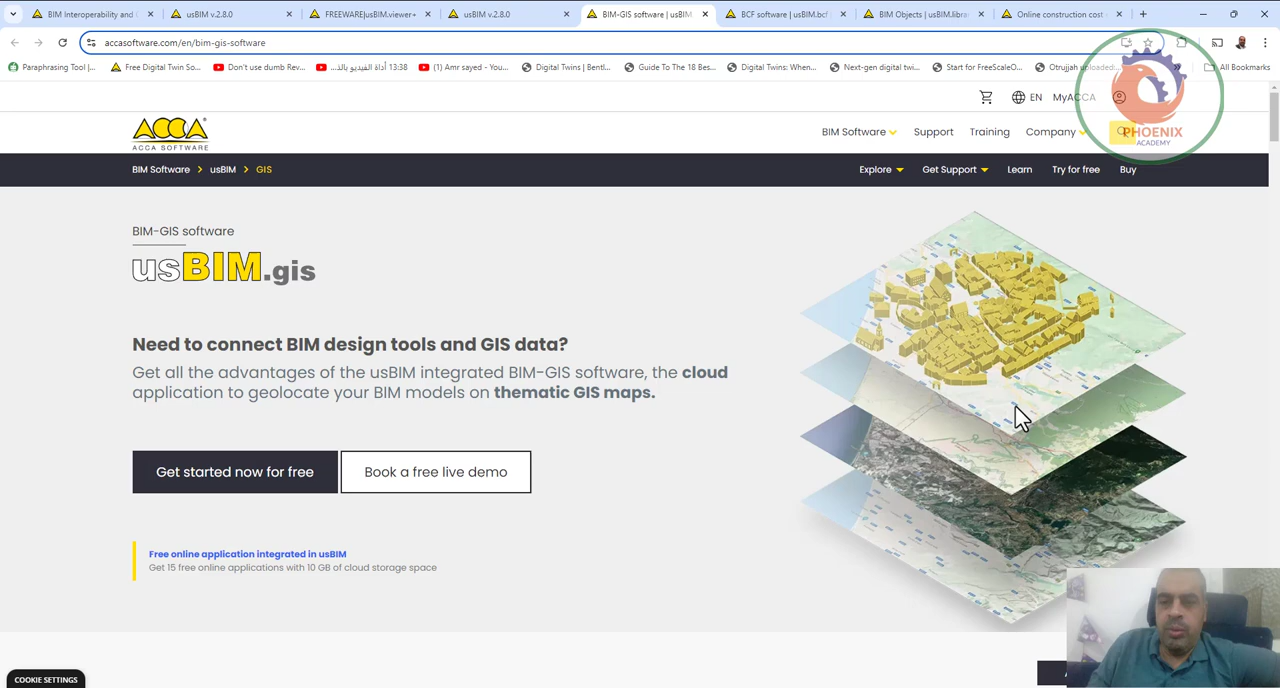 BIM Interoperability and
usBIM v.2.8.0
FREEWARE|usBIM.viewer+
usBIM v.2.8.0
BIM-GIS software | usBIM
BCF software | usBIM.bcf
BIM Objects | usBIM.libra
Online construction cost
accasoftware.com/en/bim-gis-software
Paraphrasing Tool |...
Free Digital Twin So...
Don't use dumb Rev...
13:38 أداة الفيديو بالذ...
(1) Amr sayed - You...
Digital Twins | Bentl...
Guide To The 18 Bes...
Digital Twins: When...
Next-gen digital twi...
Start for FreeScaleO...
Otrujjah uploaded
All Bookmarks
EN
MyACCA
ACCA
ACCA SOFTWARE
BIM Software
Support
Training
Company
PHOENIX
ACADEMY
BIM Software > usBIM > GIS
Explore
Get Support
Learn
Try for free
Buy
BIM-GIS software
usBIM.gis
Need to connect BIM design tools and GIS data?
Get all the advantages of the usBIM integrated BIM-GIS software, the cloud
application to geolocate your BIM models on thematic GIS maps.
Get started now for free
Book a free live demo
Free online application integrated in usBIM
Get 15 free online applications with 10 GB of cloud storage space
COOKIE SETTINGS